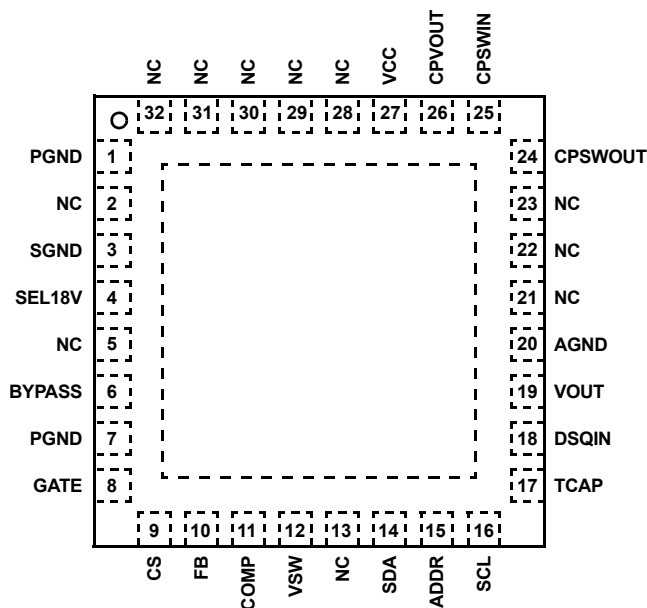 NC NC NC NC NC VCC CPVOUT CPSWIN
32 31 30 29 28 27 26 25
PGND 1 24 CPSWOUT
NC 2 23 NC
SGND 3 22 NC
SEL18V 4 21 NC
NC 5 20 AGND
BYPASS 6 19 VOUT
PGND 7 18 DSQIN
GATE 8 17 TCAP
9 10 11 12 13 14 15 16
CS FB COMP VSW NC SDA ADDR SCL